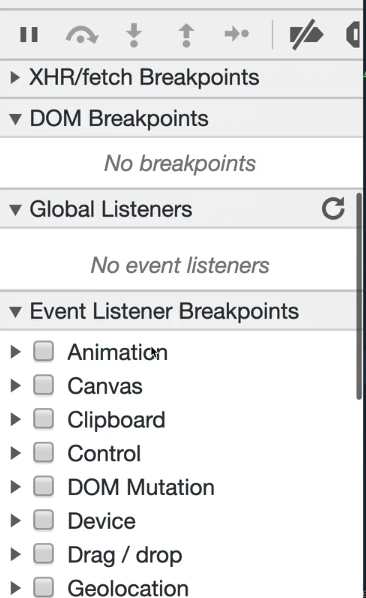 XHR/fetch Breakpoints
DOM Breakpoints
No breakpoints
Global Listeners
No event listeners
Event Listener Breakpoints
Animation
Canvas
Clipboard
Control
DOM Mutation
Device
Drag / drop
Geolocation